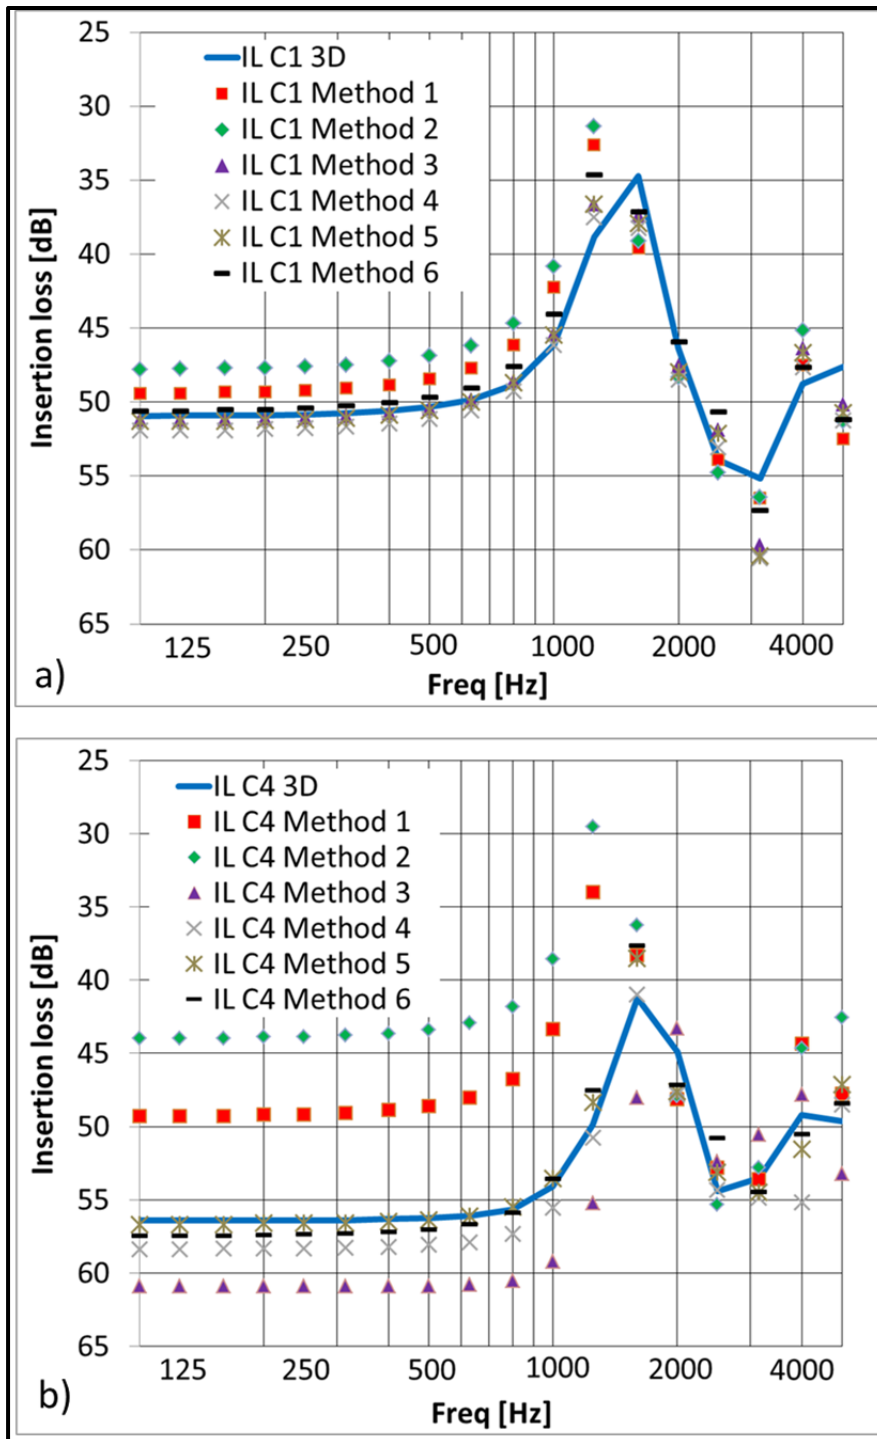 25
30
35
40
45
50
55
60
65
Insertion loss [dB]
IL C1 3D
IL C1 Method 1
IL C1 Method 2
IL C1 Method 3
IL C1 Method 4
IL C1 Method 5
IL C1 Method 6
125 250 500 1000 2000 4000
Freq [Hz]
a)
25
30
35
40
45
50
55
60
65
Insertion loss [dB]
IL C4 3D
IL C4 Method 1
IL C4 Method 2
IL C4 Method 3
IL C4 Method 4
IL C4 Method 5
IL C4 Method 6
125 250 500 1000 2000 4000
Freq [Hz]
b)